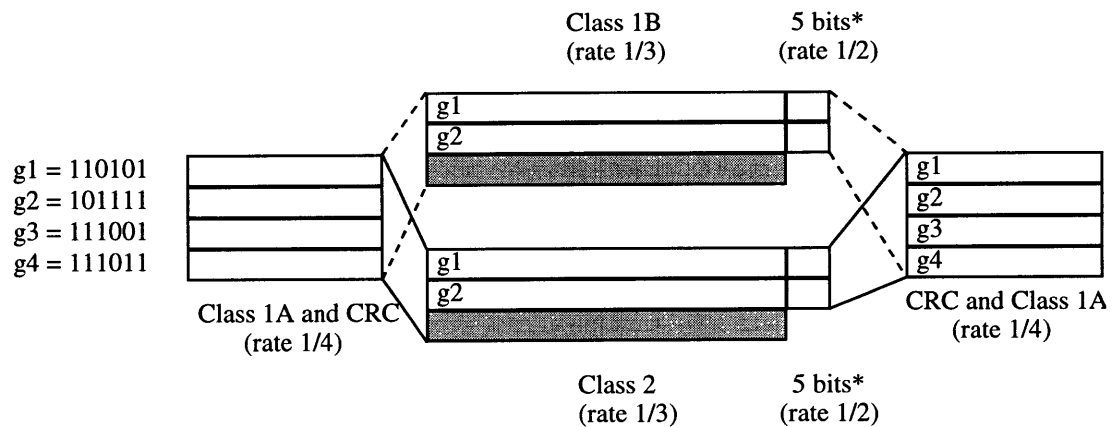 Class 1B
(rate 1/3)
5 bits*
(rate 1/2)
g1
g2
g1 = 110101
g2 = 101111
g3 = 111001
g4 = 111011
g1
g2
g3
g4
g1
g2
Class 1A and CRC
(rate 1/4)
CRC and Class 1A
(rate 1/4)
Class 2
(rate 1/3)
5 bits*
(rate 1/2)